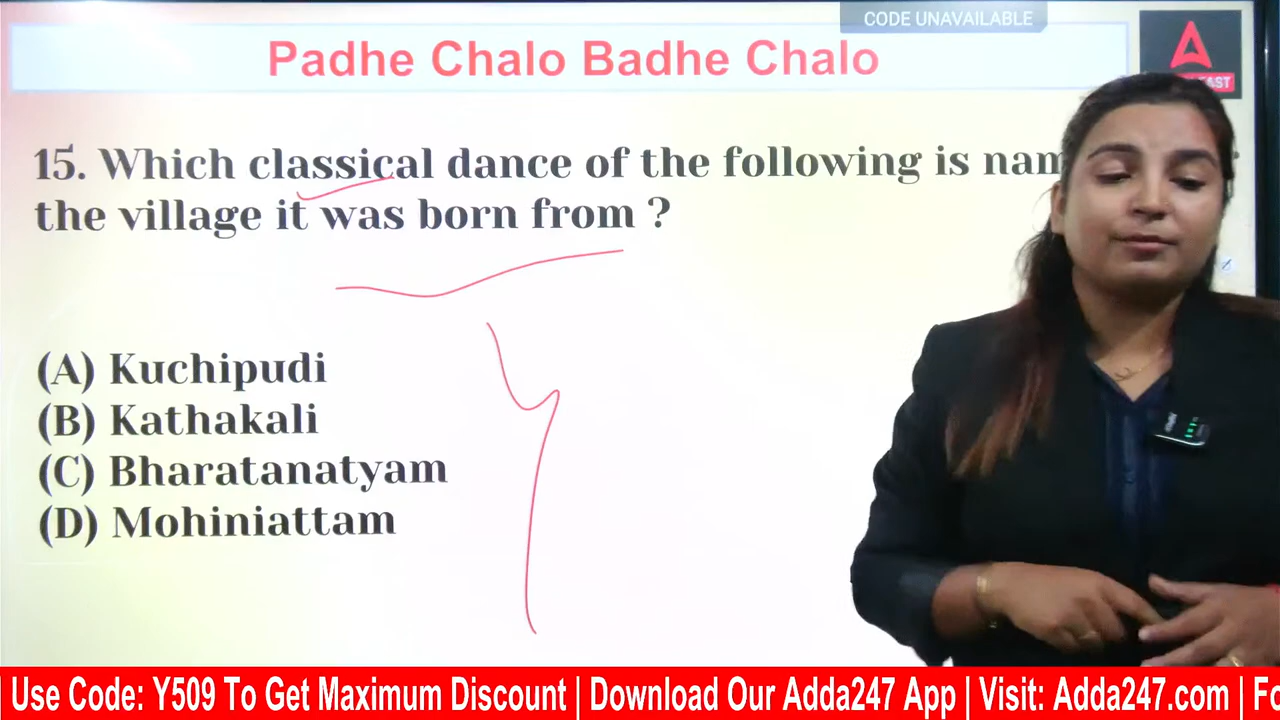 CODE UNAVAILABLE
Padhe Chalo Badhe Chalo
15. Which classical dance of the following is
the village it was born from ?
(A) Kuchipudi
(B) Kathakali
(C) Bharatanatyam
(D) Mohiniattam
Use Code: Y509 To Get Maximum Discount | Download Our Adda247 App | Visit: Adda247.com |